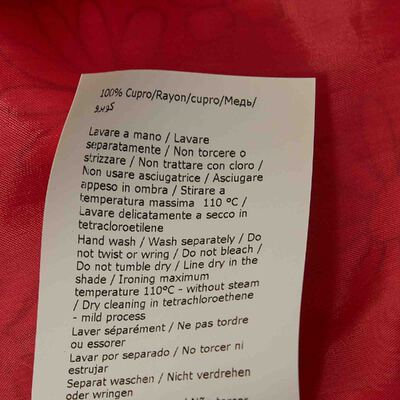 100% Cupro/Rayon/cupro/Медь/
كوبرو
Lavare a mano / Lavare
separatamente / Non torcere o
strizzare / Non trattare con cloro /
Non usare asciugatrice / Asciugare
appeso in ombra / Stirare a
temperatura massima 110 ºC /
Lavare delicatamente a secco in
tetracloroetilene
Hand wash / Wash separately / Do
not twist or wring / Do not bleach /
Do not tumble dry / Line dry in the
shade / Ironing maximum
temperature 110ºC - without steam
/ Dry cleaning in tetrachloroethene
- mild process
Laver séparément / Ne pas tordre
ou essorer
Lavar por separado / No torcer ni
estrujar
Separat waschen / Nicht verdrehen
oder wringen